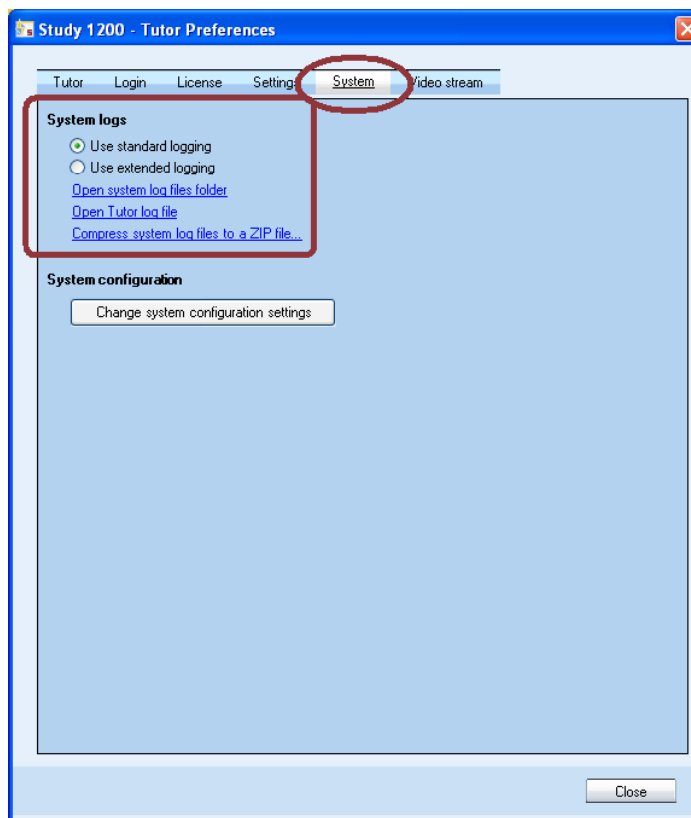 Study 1200 - Tutor Preferences
Tutor Login License Settings System Video stream
System logs
Use standard logging
Use extended logging
Open system log files folder
Open Tutor log file
Compress system log files to a ZIP file...
System configuration
Change system configuration settings
Close